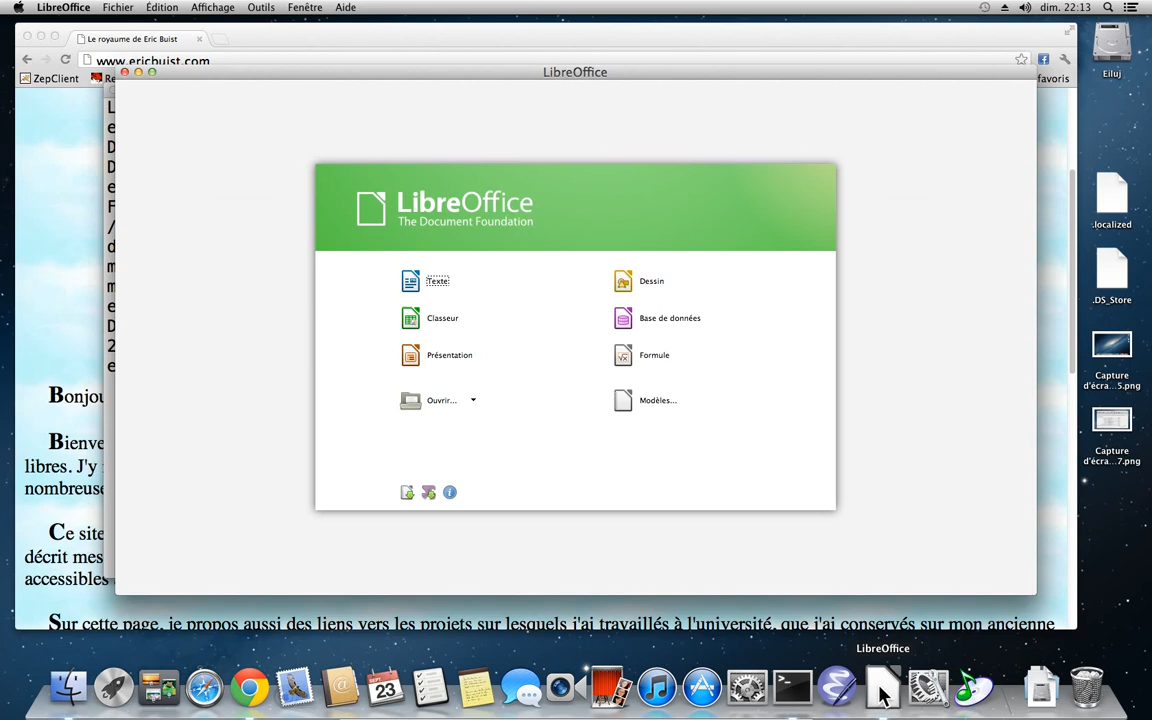 LibreOffice Fichier Édition Affichage Outils Fenêtre Aide dim. 22:13
Le royaume de Eric Buist
www.ericbuist.com
ZepClient Re favoris
LibreOffice
L
e
D
D
e
F
/
d
m
m
e
D
2
e
LibreOffice
The Document Foundation
Texte Dessin
Classeur Base de données
Présentation Formule
Ouvrir... Modèles...
Bonjou
Bienve
libres. J'y
nombreuse
Ce site
décrit mes
accessibles
Sur cette page, je propos aussi des liens vers les projets sur lesquels j'ai travaillés à l'université, que j'ai conservés sur mon ancienne
Eiluj
.localized
.DS_Store
Capture
d'écra...5.png
Capture
d'écra...7.png
LibreOffice
SEP
23